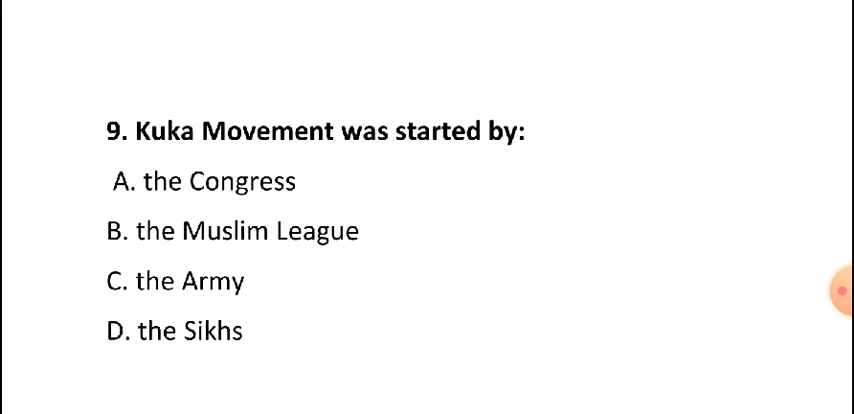 9. Kuka Movement was started by:
A. the Congress
B. the Muslim League
C. the Army
D. the Sikhs